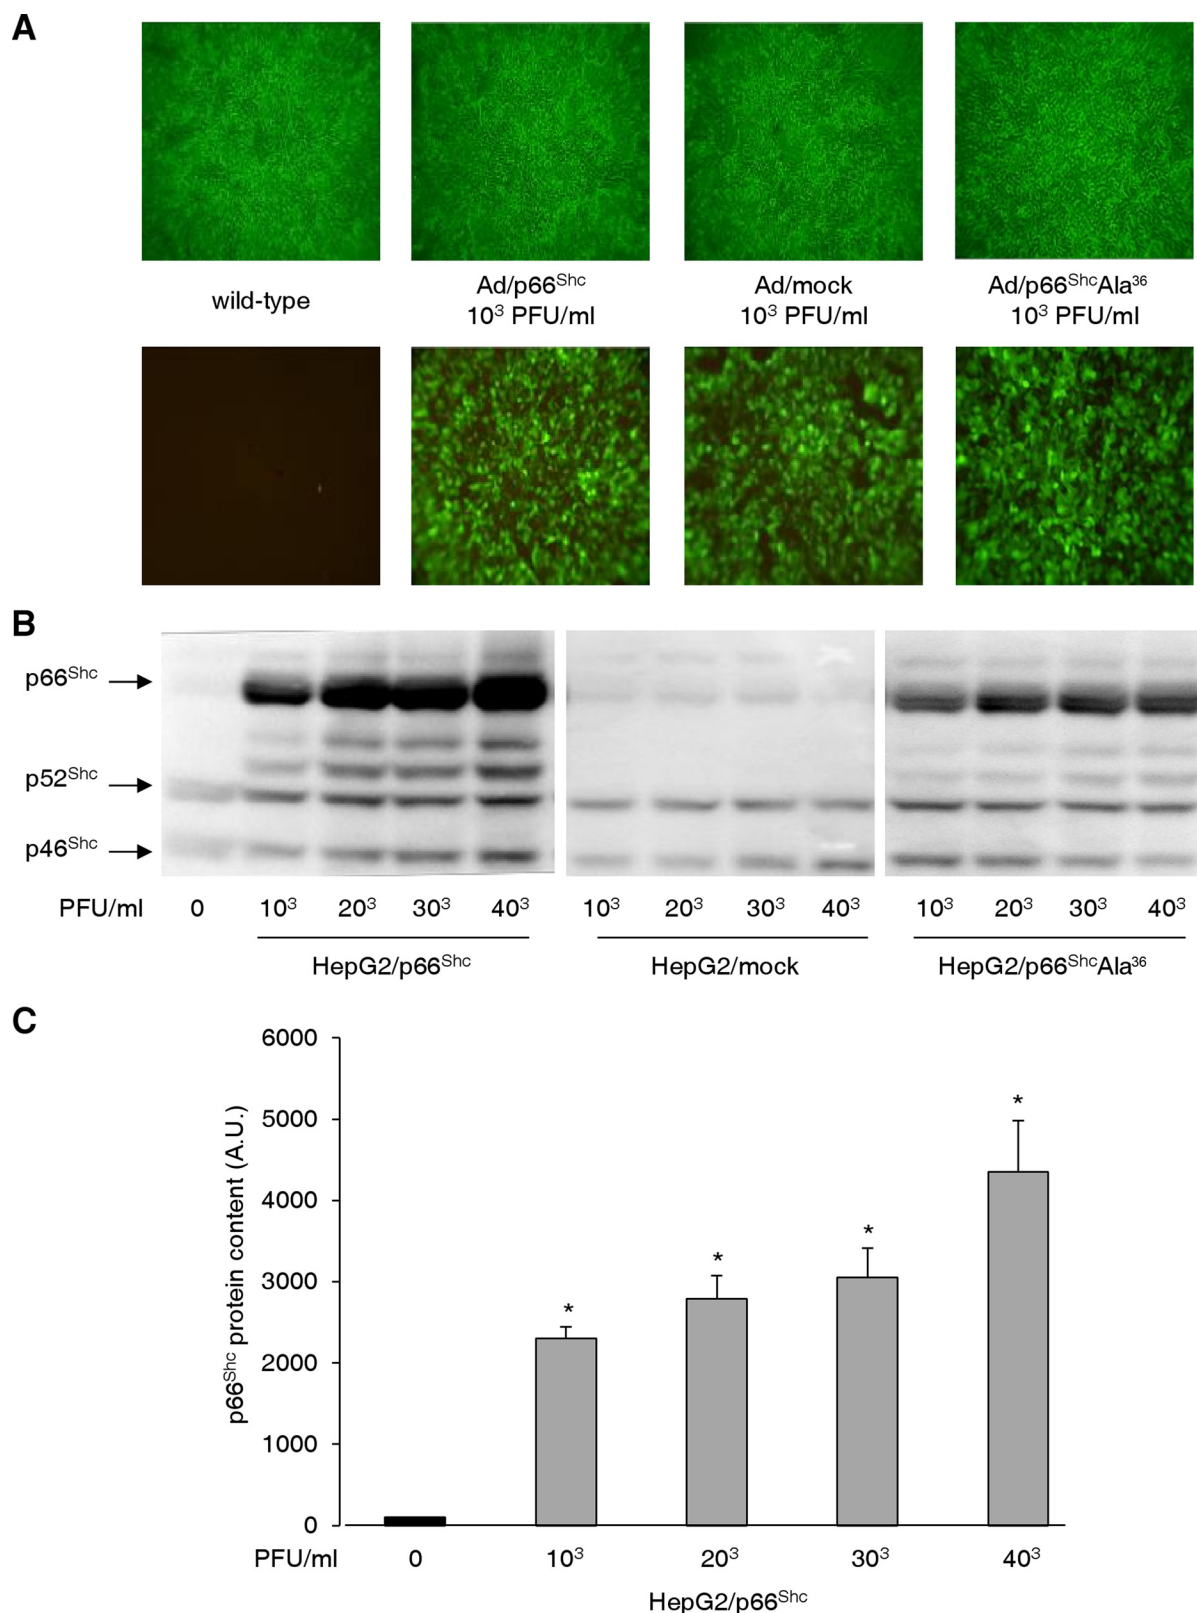 A
wild-type
Ad/p66Shc
10³ PFU/ml
Ad/mock
10³ PFU/ml
Ad/p66ShcAla³⁶
10³ PFU/ml
B
p66Shc
p52Shc
p46Shc
PFU/ml 0 10³ 20³ 30³ 40³ 10³ 20³ 30³ 40³ 10³ 20³ 30³ 40³
HepG2/p66Shc HepG2/mock HepG2/p66ShcAla³⁶
C
p66Shc protein content (A.U.)
6000
5000
4000
3000
2000
1000
0
* * * *
PFU/ml 0 10³ 20³ 30³ 40³
HepG2/p66Shc